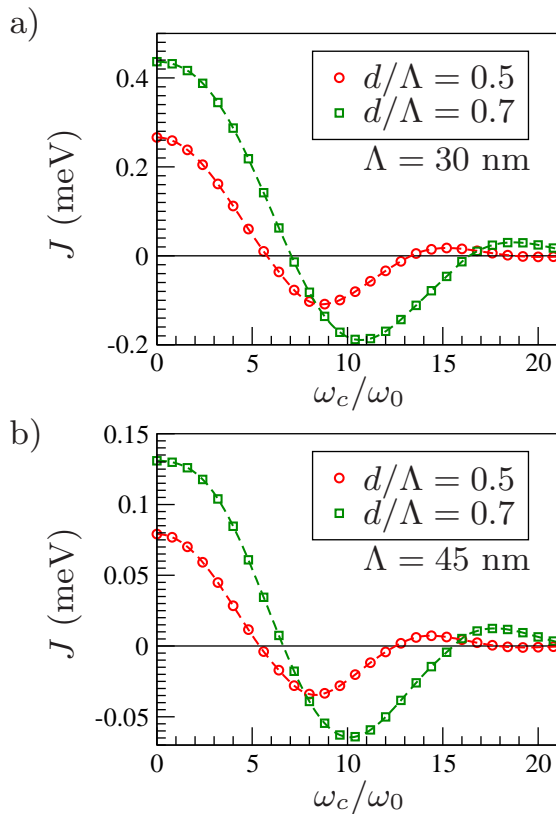 a)
J (meV)
0.4
0.2
0
-0.2
d/Λ = 0.5
d/Λ = 0.7
Λ = 30 nm
0 5 10 15 20
ω_c/ω_0
b)
J (meV)
0.15
0.10
0.05
0
-0.05
d/Λ = 0.5
d/Λ = 0.7
Λ = 45 nm
0 5 10 15 20
ω_c/ω_0